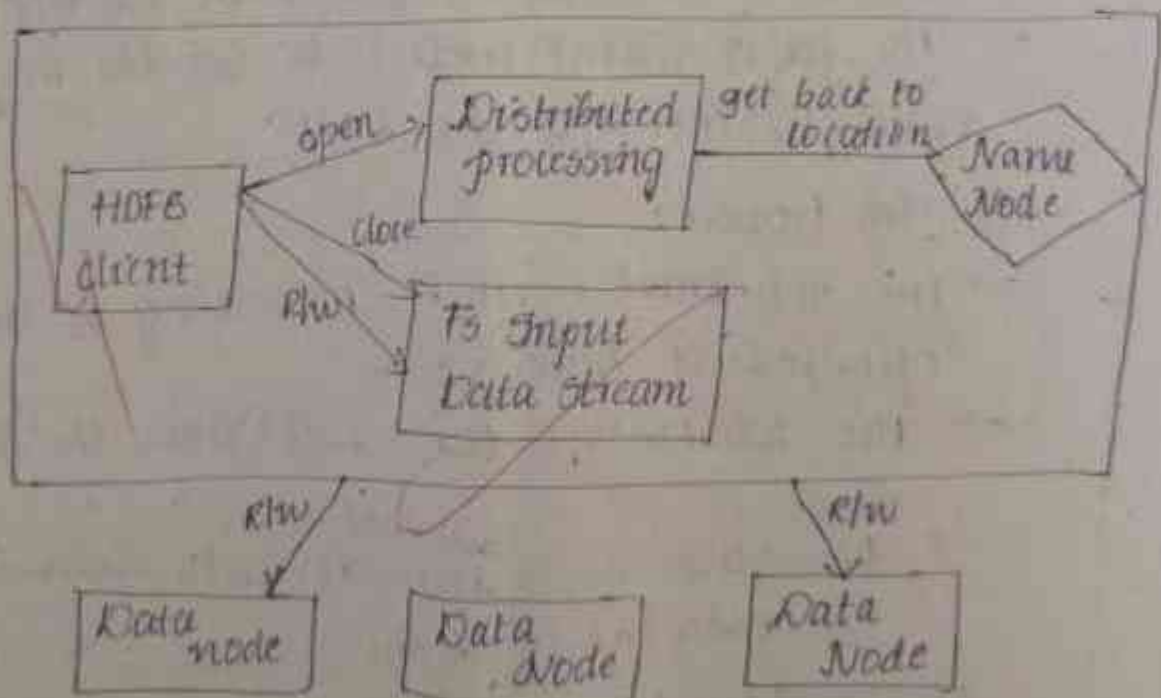 open
Distributed
processing
get back to
location
Name
Node
HDFS
client
close
R/W
Fs Input
Data stream
R/W
R/W
Data
node
Data
Node
Data
Node